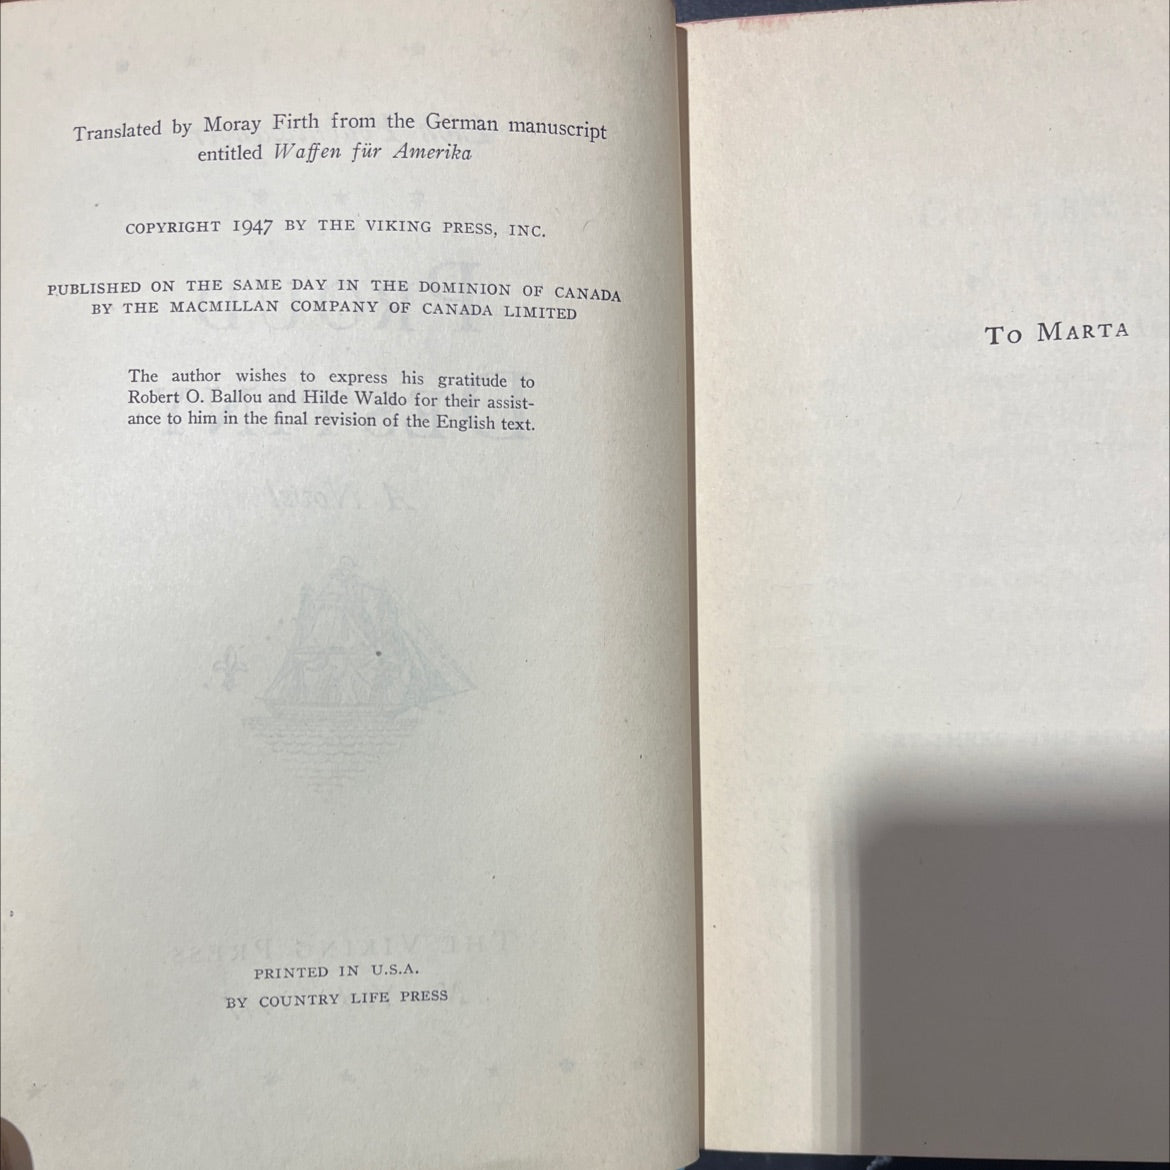 Translated by Moray Firth from the German manuscript
entitled Waffen für Amerika
COPYRIGHT 1947 BY THE VIKING PRESS, INC.
PUBLISHED ON THE SAME DAY IN THE DOMINION OF CANADA
BY THE MACMILLAN COMPANY OF CANADA LIMITED
The author wishes to express his gratitude to
Robert O. Ballou and Hilde Waldo for their assist-
ance to him in the final revision of the English text.
PRINTED IN U.S.A.
BY COUNTRY LIFE PRESS
To Marta